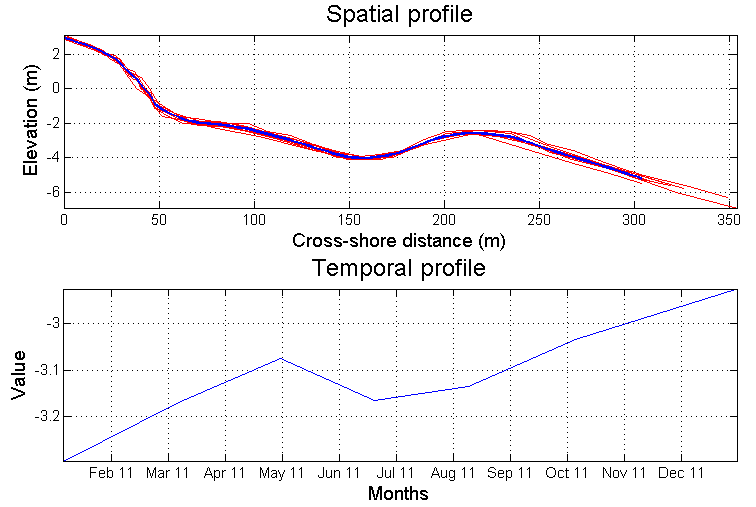 Spatial profile
2
0
-2
-4
-6
Elevation (m)
0 50 100 150 200 250 300 350
Cross-shore distance (m)
Temporal profile
-3
-3.1
-3.2
Value
Feb 11 Mar 11 Apr 11 May 11 Jun 11 Jul 11 Aug 11 Sep 11 Oct 11 Nov 11 Dec 11
Months